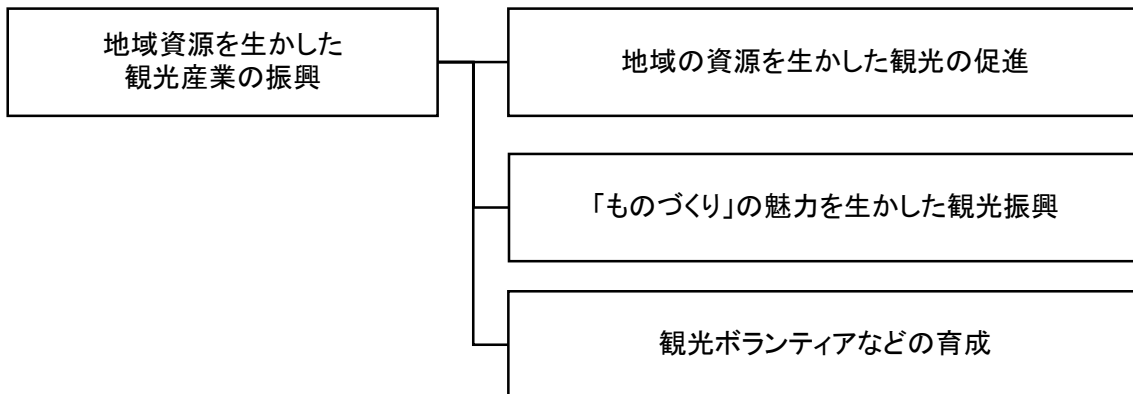 地域資源を生かした
観光産業の振興
地域の資源を生かした観光の促進
「ものづくり」の魅力を生かした観光振興
観光ボランティアなどの育成